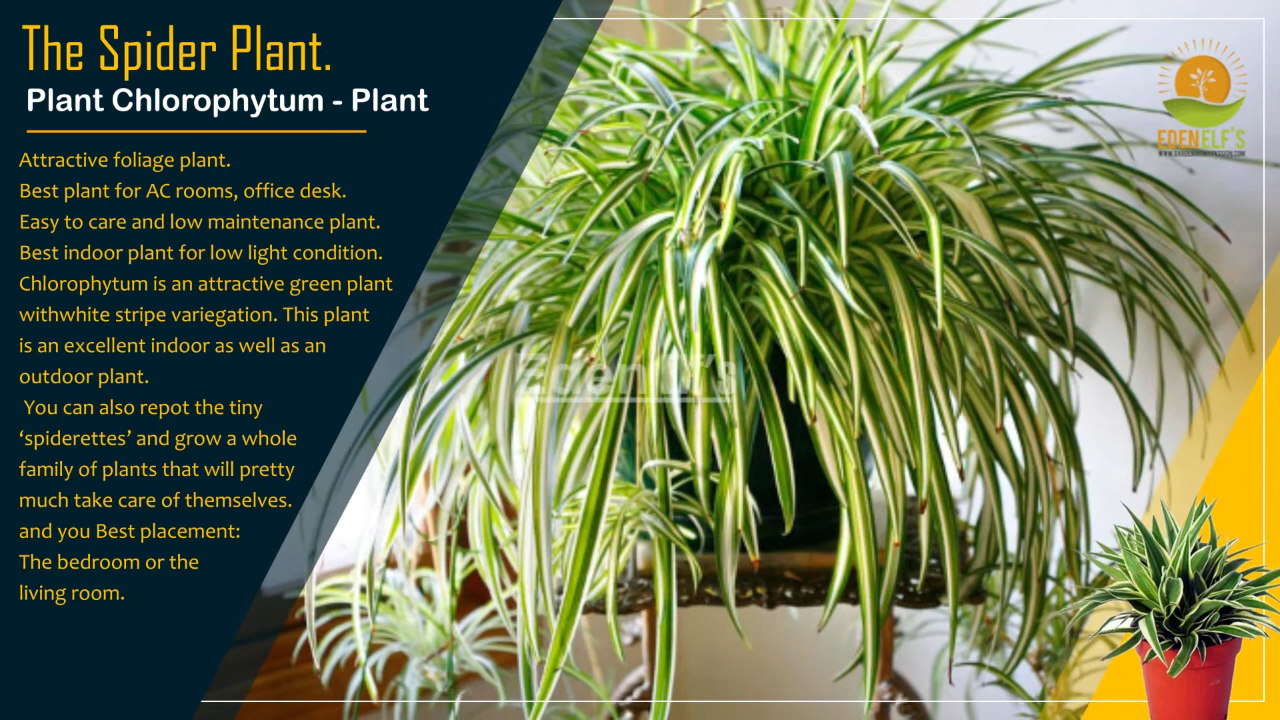 The Spider Plant.
Plant Chlorophytum - Plant
Attractive foliage plant.
Best plant for AC rooms, office desk.
Easy to care and low maintenance plant.
Best indoor plant for low light condition.
Chlorophytum is an attractive green plant
withwhite stripe variegation. This plant
is an excellent indoor as well as an
outdoor plant.
You can also repot the tiny
‘spiderettes’ and grow a whole
family of plants that will pretty
much take care of themselves.
and you Best placement:
The bedroom or the
living room.
EDENELF'S
Eden Elf's